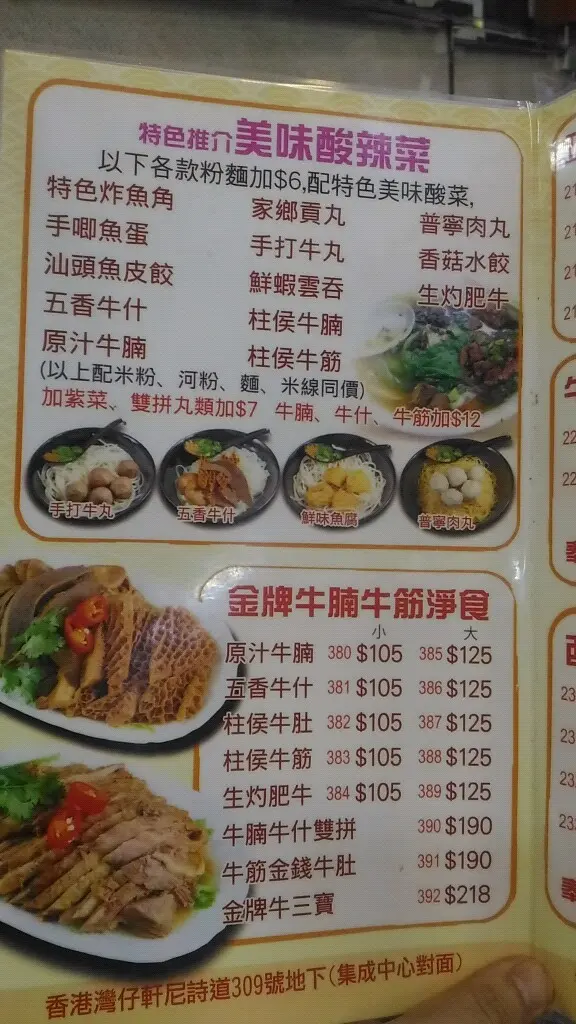 特色推介美味酸辣菜
以下各款粉麵加$6,配特色美味酸菜,
特色炸魚角
手唧魚蛋
汕頭魚皮餃
五香牛什
原汁牛腩
家鄉貢丸
手打牛丸
鮮蝦雲吞
柱侯牛腩
柱侯牛筋
普寧肉丸
香菇水餃
生灼肥牛
(以上配米粉、河粉、麵、米線同價)
加紫菜、雙拼丸類加$7 牛腩、牛什、牛筋加$12
手打牛丸
五香牛什
鮮味魚腐
普寧肉丸
金牌牛腩牛筋淨食
小 大
原汁牛腩 380 $105 385 $125
五香牛什 381 $105 386 $125
柱侯牛肚 382 $105 387 $125
柱侯牛筋 383 $105 388 $125
生灼肥牛 384 $105 389 $125
牛腩牛什雙拼 390 $190
牛筋金錢牛肚 391 $190
金牌牛三寶 392 $218
香港灣仔軒尼詩道309號地下(集成中心對面)